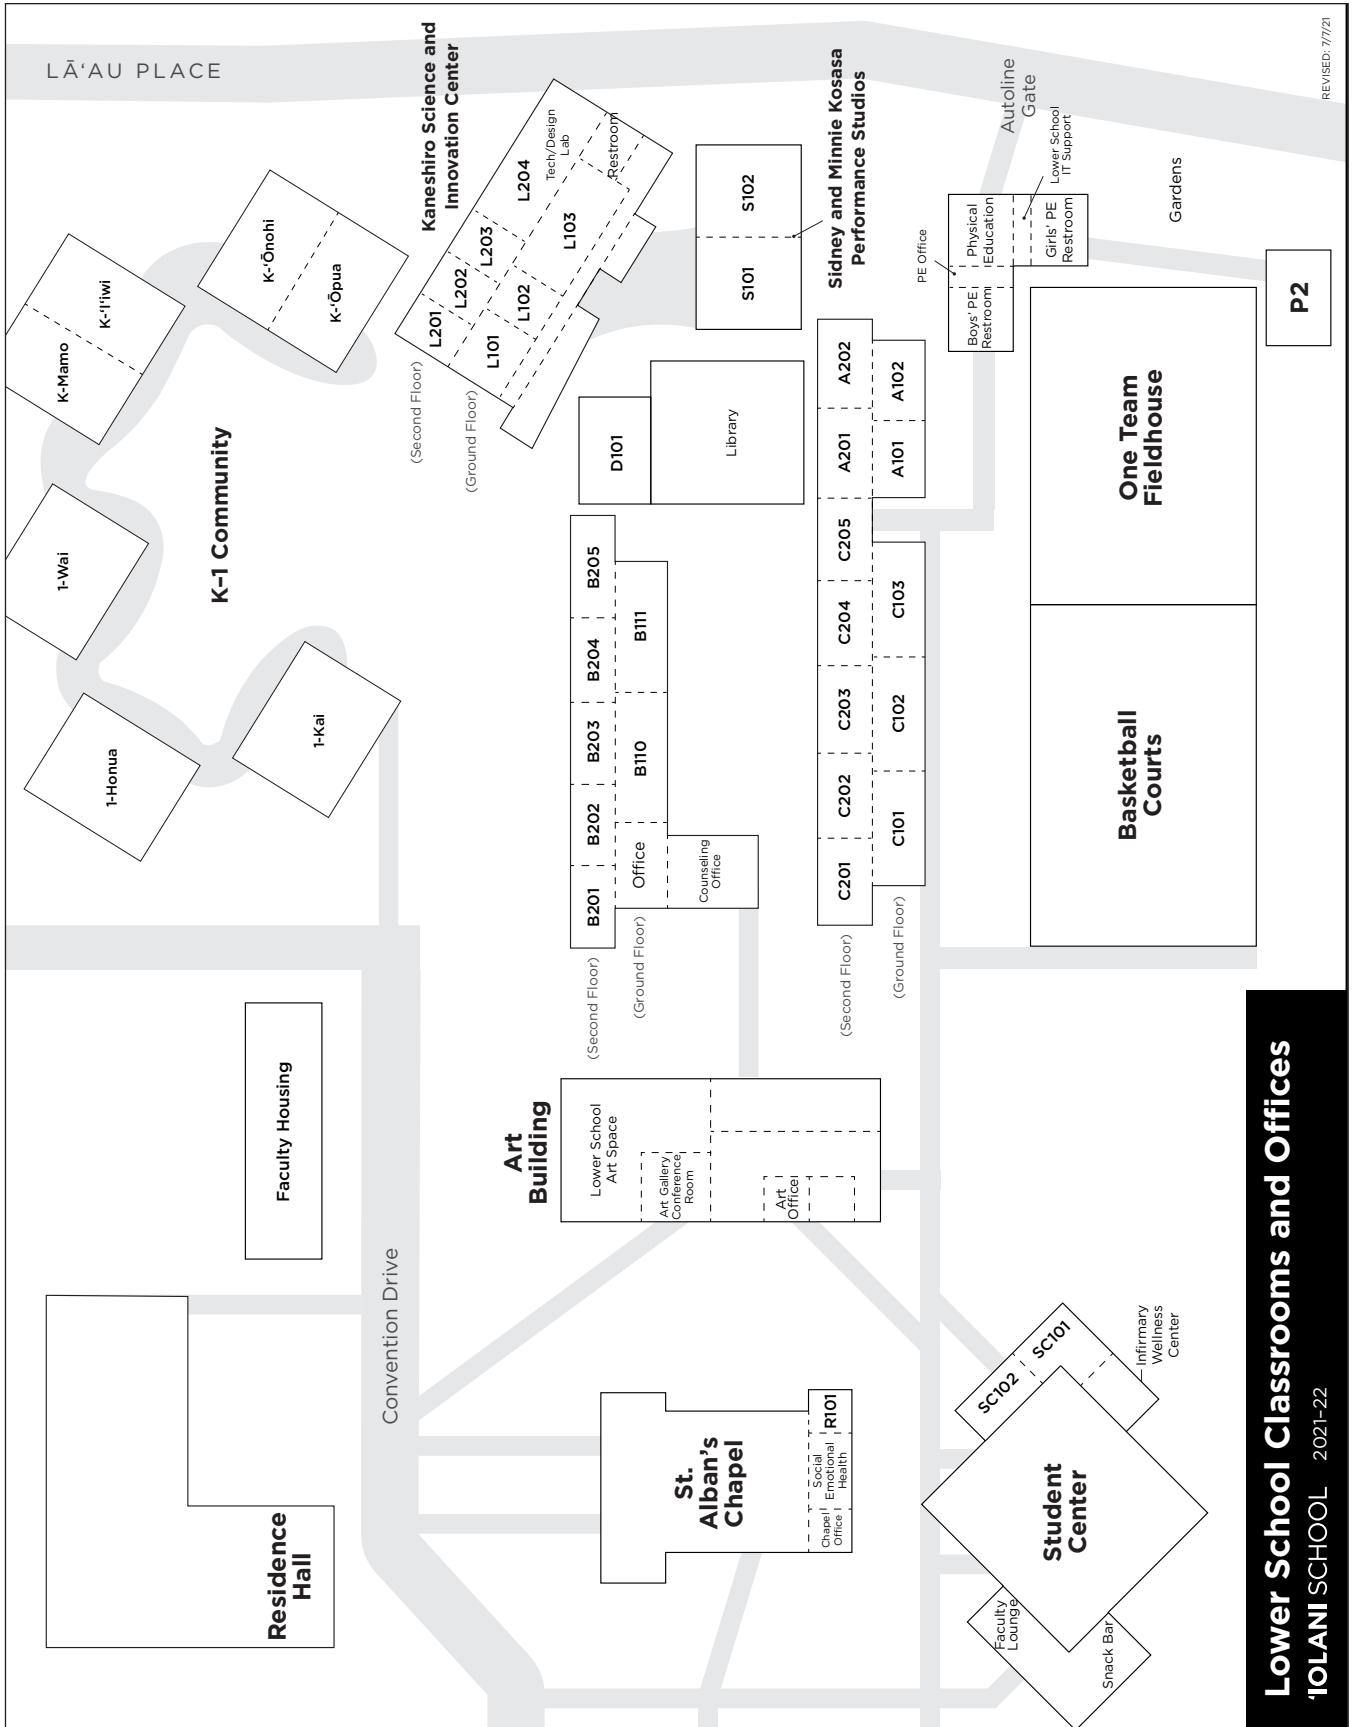 LĀ‘AU PLACE
REVISED: 7/7/21
Kaneshiro Science and
Innovation Center
Tech/Design
Lab
Restroom
L204
L203
L202
L201
L103
L102
L101
(Second Floor)
(Ground Floor)
Sidney and Minnie Kosasa
Performance Studios
S102
S101
Autoline
Gate
Lower School
IT Support
Gardens
PE Office
Physical
Education
Girls’ PE
Restroom
Boys’ PE
Restroom
P2
K-‘Ōnohi
K-‘Ōpua
K-‘I‘iwi
K-Mamo
1-Wai
1-Honua
1-Kai
K–1 Community
D101
Library
A202
A201
A102
A101
One Team
Fieldhouse
Basketball
Courts
B205
B204
B203
B202
B201
B111
B110
Office
Counseling
Office
(Second Floor)
(Ground Floor)
C205
C204
C203
C202
C201
C103
C102
C101
(Second Floor)
(Ground Floor)
Faculty Housing
Convention Drive
Art
Building
Lower School
Art Space
Art Gallery
Conference
Room
Art
Office
Residence
Hall
St.
Alban’s
Chapel
R101
Social
Emotional
Health
Chapel
Office
SC101
SC102
Infirmary
Wellness
Center
Student
Center
Faculty
Lounge
Snack Bar
Lower School Classrooms and Offices
‘IOLANI SCHOOL 2021–22